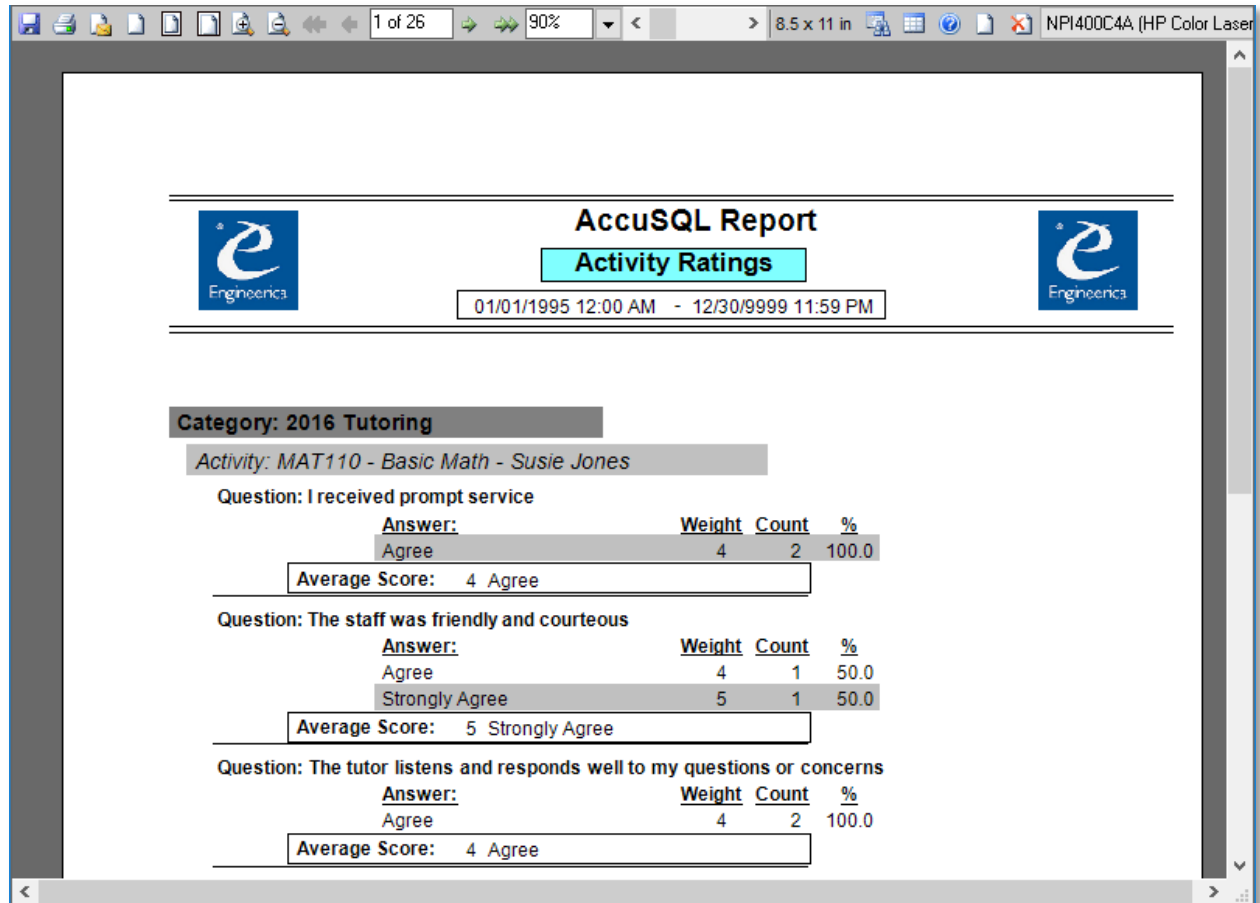 1 of 26 90% 8.5 x 11 in NPI400C4A (HP Color Laser
AccuSQL Report
Activity Ratings
Engineerica Engineerica
01/01/1995 12:00 AM - 12/30/9999 11:59 PM
Category: 2016 Tutoring
Activity: MAT110 - Basic Math - Susie Jones
Question: I received prompt service
Answer: Weight Count %
Agree 4 2 100.0
Average Score: 4 Agree
Question: The staff was friendly and courteous
Answer: Weight Count %
Agree 4 1 50.0
Strongly Agree 5 1 50.0
Average Score: 5 Strongly Agree
Question: The tutor listens and responds well to my questions or concerns
Answer: Weight Count %
Agree 4 2 100.0
Average Score: 4 Agree